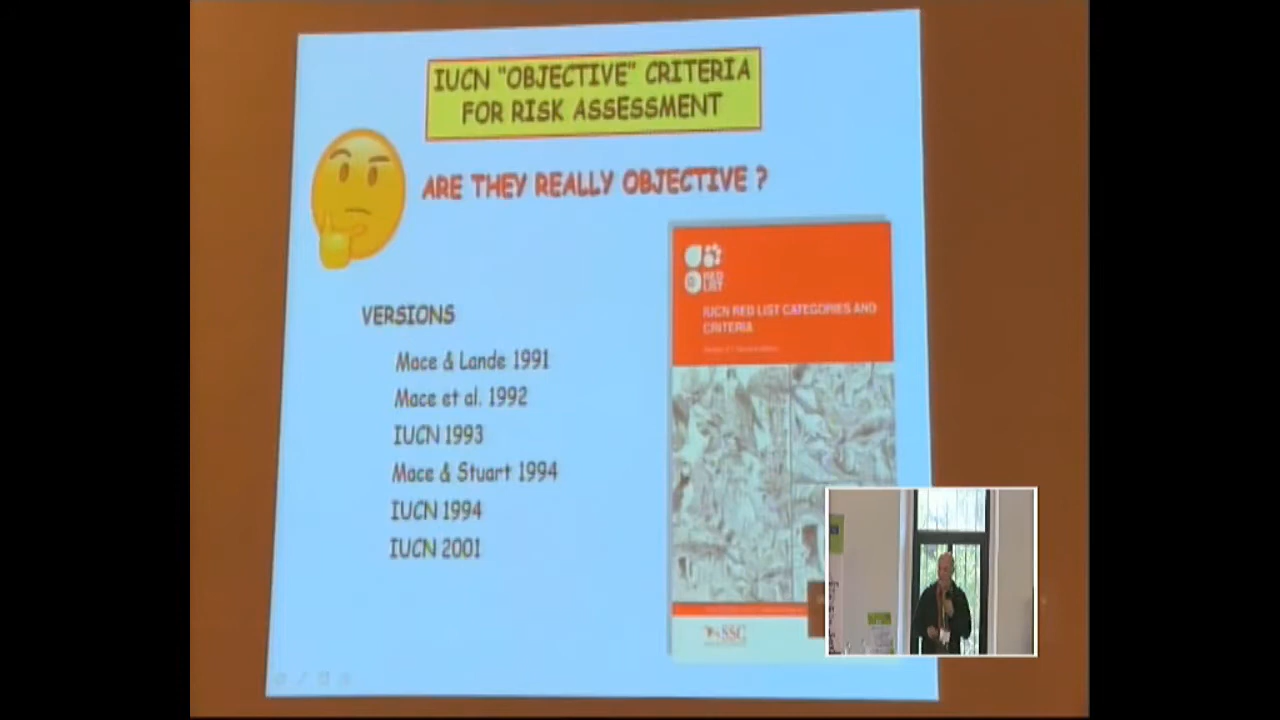 IUCN "OBJECTIVE" CRITERIA
FOR RISK ASSESSMENT
ARE THEY REALLY OBJECTIVE ?
VERSIONS
Mace & Lande 1991
Mace et al. 1992
IUCN 1993
Mace & Stuart 1994
IUCN 1994
IUCN 2001
RED
LIST
IUCN RED LIST CATEGORIES AND
CRITERIA
SSC